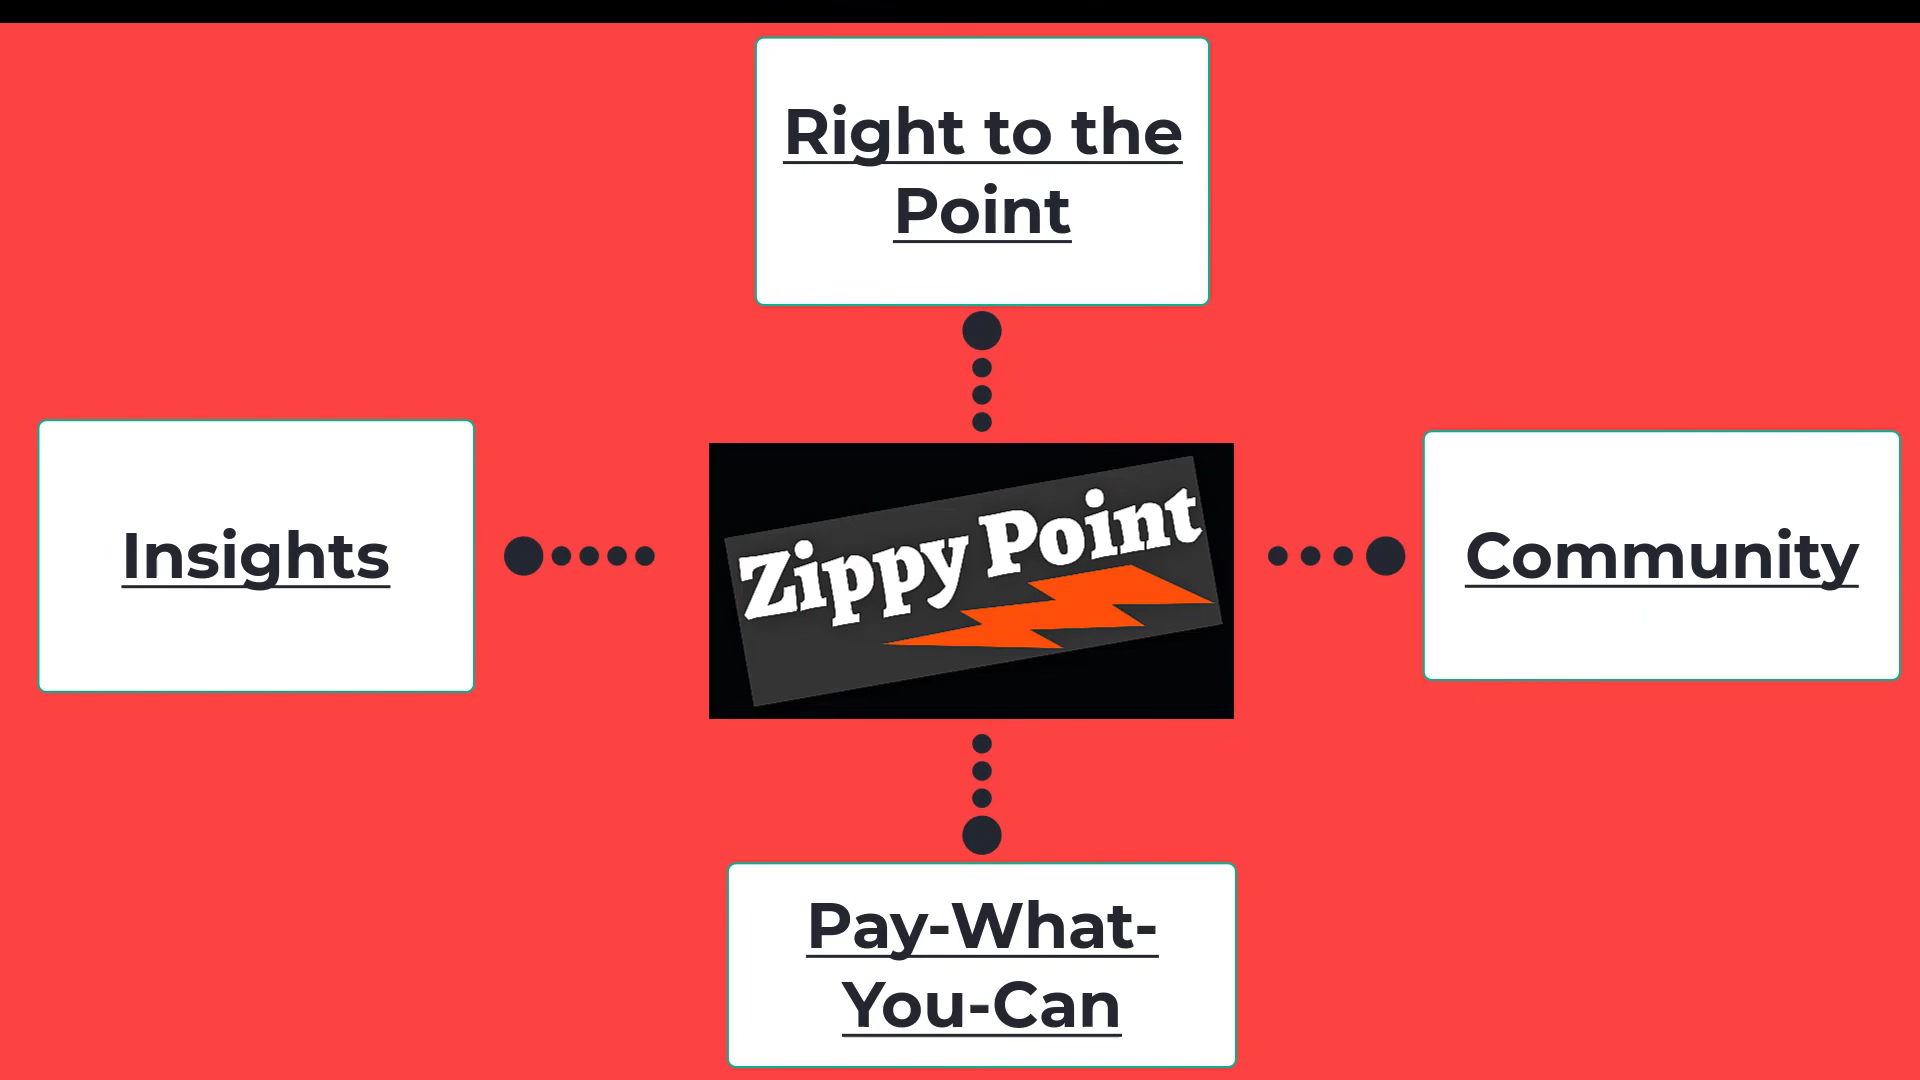 Right to the
Point
Insights
Zippy Point
Community
Pay-What-
You-Can